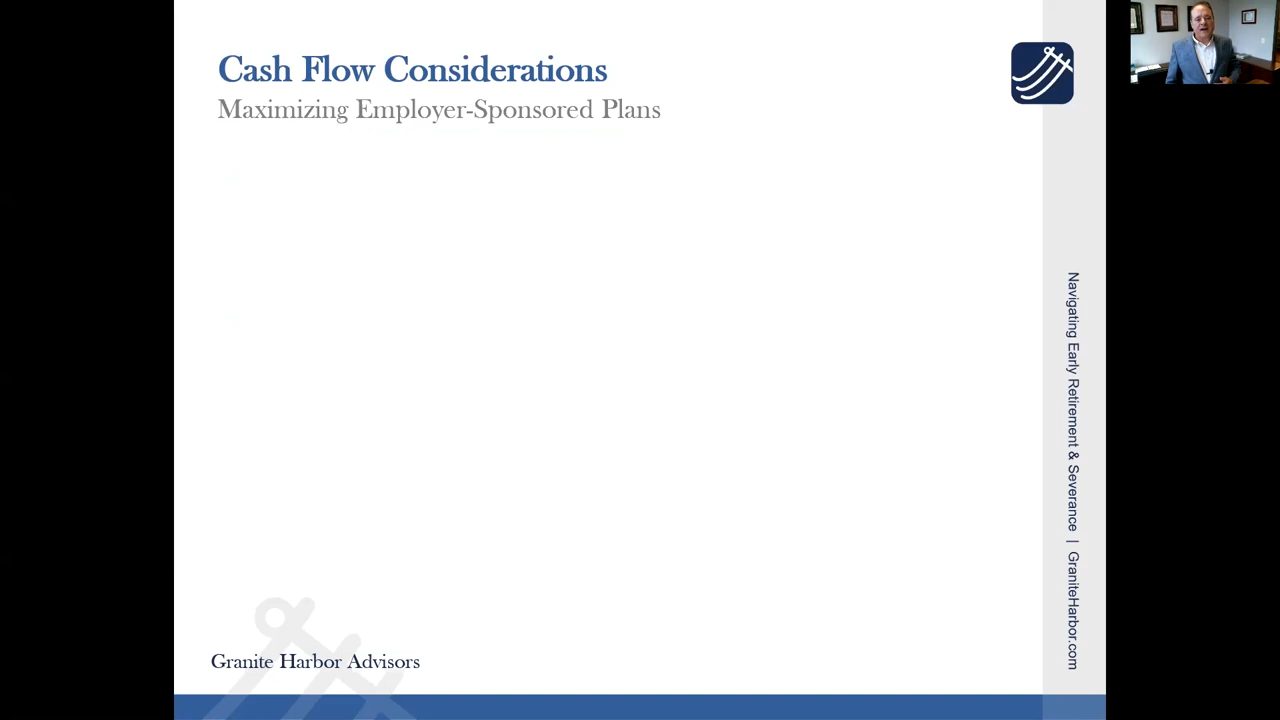 Cash Flow Considerations
Maximizing Employer-Sponsored Plans
Navigating Early Retirement & Severance | GraniteHarbor.com
Granite Harbor Advisors